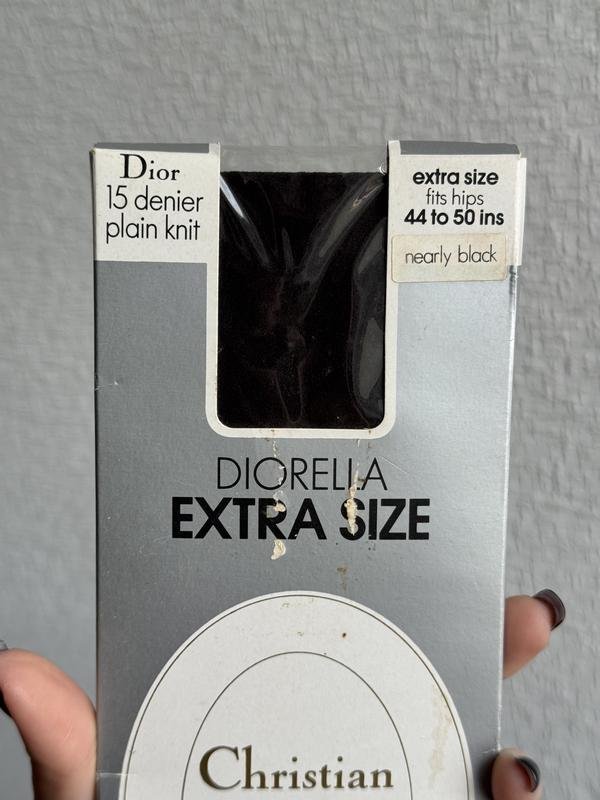 Dior
15 denier
plain knit
extra size
fits hips
44 to 50 ins
nearly black
DIORELLA
EXTRA SIZE
Christian